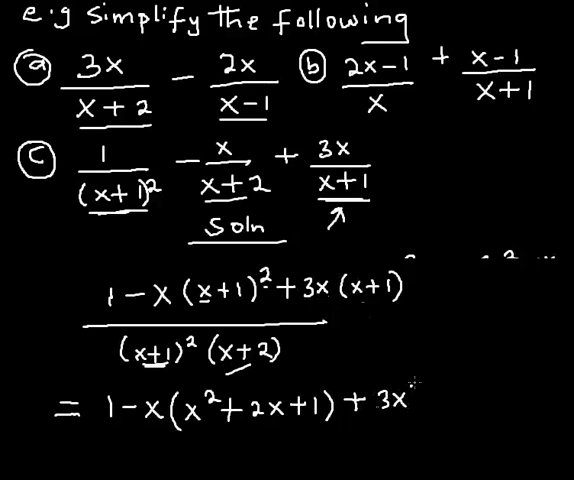 e.g Simplify the following
(a) 3x/(x+2) − 2x/(x-1) (b) (2x-1)/x + (x-1)/(x+1)
(c) 1/(x+1)² − x/(x+2) + 3x/(x+1)
Soln
1 − x (x+1)² + 3x (x+1)
(x+1)² (x+2)
= 1 − x(x² + 2x + 1) + 3x